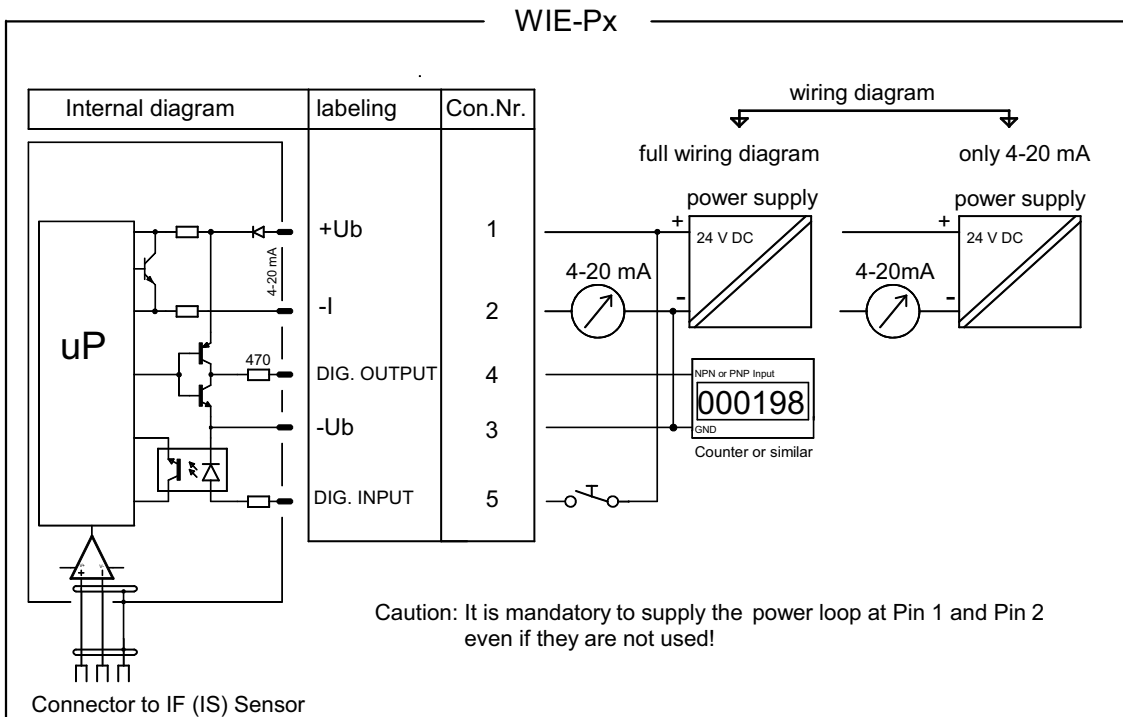 WIE-Px
Internal diagram labeling Con.Nr.
wiring diagram
full wiring diagram only 4-20 mA
power supply power supply
+Ub 1 + 24 V DC + 24 V DC
4-20 mA
4-20 mA 4-20mA
-I 2 - -
uP
470
DIG. OUTPUT 4 NPN or PNP Input
000198
-Ub 3 GND
Counter or similar
DIG. INPUT 5
+ -
Caution: It is mandatory to supply the power loop at Pin 1 and Pin 2
even if they are not used!
Connector to IF (IS) Sensor